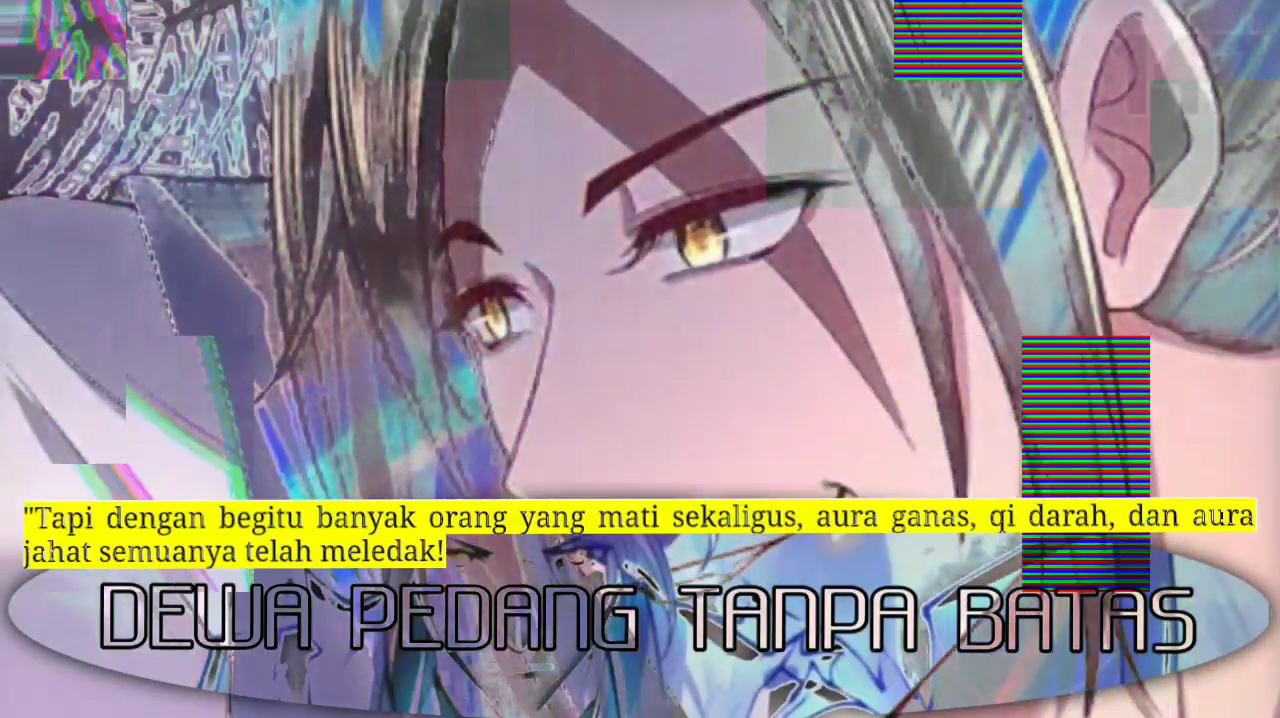 "Tapi dengan begitu banyak orang yang mati sekaligus, aura ganas, qi darah, dan aura
jahat semuanya telah meledak!
DEWA PEDANG TANPA BATAS